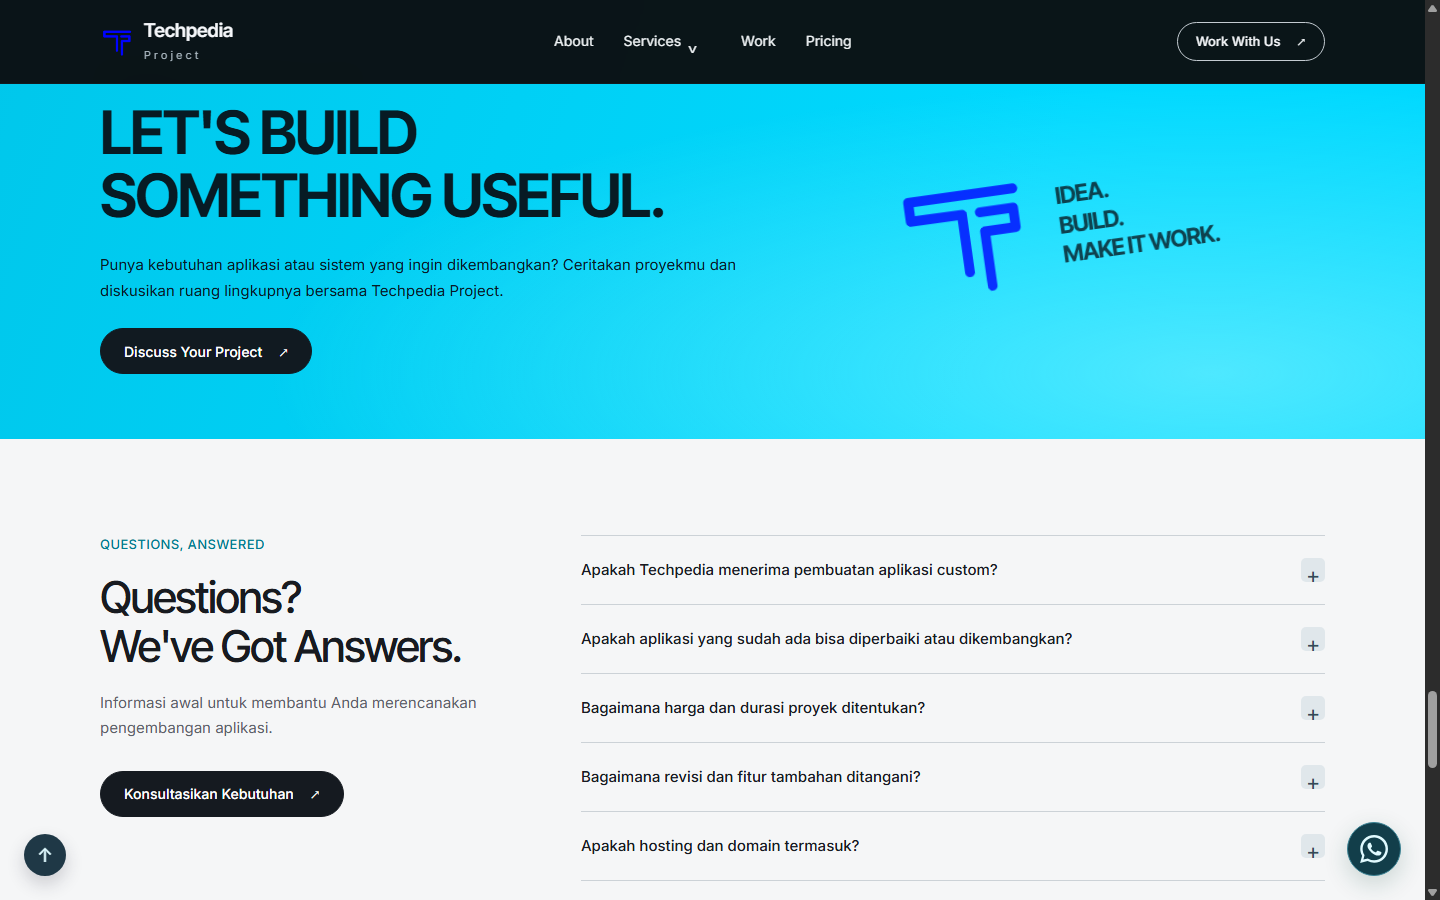 Techpedia
Project
About
Services
Work
Pricing
Work With Us ↗
LET'S BUILD
SOMETHING USEFUL.
Punya kebutuhan aplikasi atau sistem yang ingin dikembangkan? Ceritakan proyekmu dan
diskusikan ruang lingkupnya bersama Techpedia Project.
Discuss Your Project ↗
IDEA.
BUILD.
MAKE IT WORK.
QUESTIONS, ANSWERED
Questions?
We've Got Answers.
Informasi awal untuk membantu Anda merencanakan
pengembangan aplikasi.
Konsultasikan Kebutuhan ↗
Apakah Techpedia menerima pembuatan aplikasi custom? +
Apakah aplikasi yang sudah ada bisa diperbaiki atau dikembangkan? +
Bagaimana harga dan durasi proyek ditentukan? +
Bagaimana revisi dan fitur tambahan ditangani? +
Apakah hosting dan domain termasuk? +